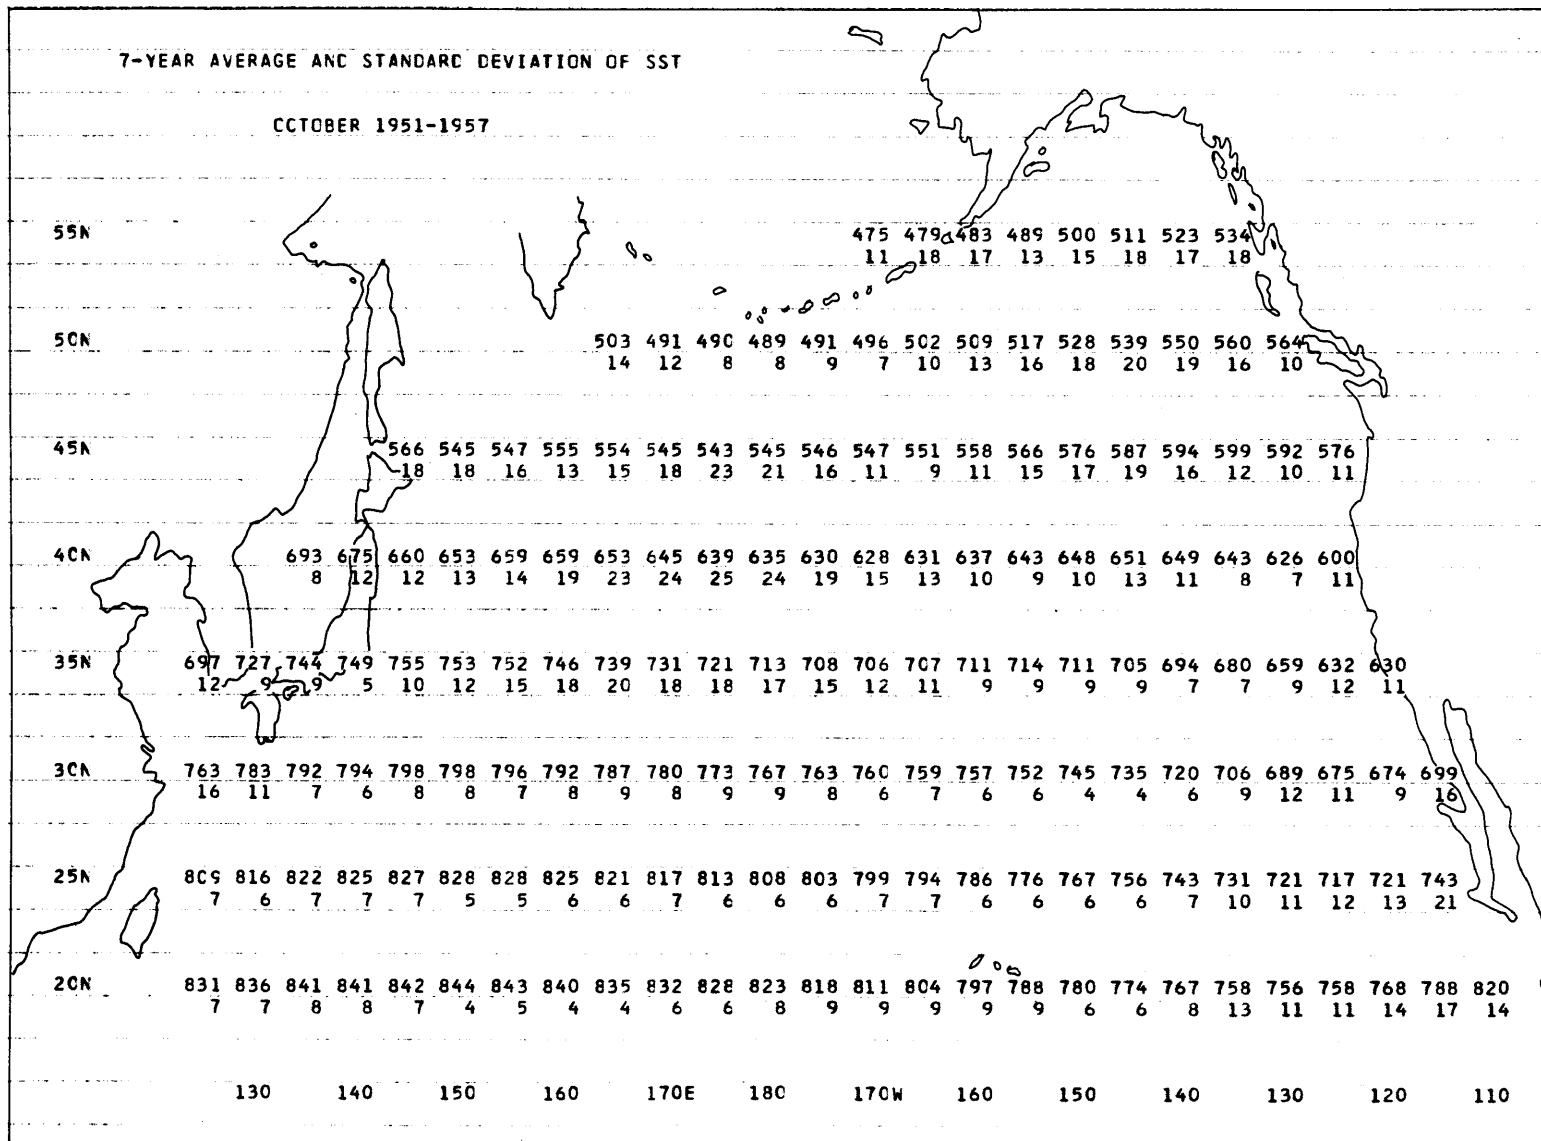 7-YEAR AVERAGE ANC STANDARC DEVIATION OF SST
CCTOBER 1951-1957
55N 475 479 483 489 500 511 523 534
11 18 17 13 15 18 17 18
5CN 503 491 49C 489 491 496 502 509 517 528 539 550 560 564
14 12 8 8 9 7 10 13 16 18 20 19 16 10
45N 566 545 547 555 554 545 543 545 546 547 551 558 566 576 587 594 599 592 576
18 18 16 13 15 18 23 21 16 11 9 11 15 17 19 16 12 10 11
4CN 693 675 660 653 659 659 653 645 639 635 630 628 631 637 643 648 651 649 643 626 600
8 12 12 13 14 19 23 24 25 24 19 15 13 10 9 10 13 11 8 7 11
35N 697 727 744 749 755 753 752 746 739 731 721 713 708 706 707 711 714 711 705 694 680 659 632 630
12 9 9 5 10 12 15 18 20 18 18 17 15 12 11 9 9 9 9 7 7 9 12 11
3CN 763 783 792 794 798 798 796 792 787 780 773 767 763 760 759 757 752 745 735 720 706 689 675 674 699
16 11 7 6 8 8 7 8 9 8 9 9 8 6 7 6 6 4 4 6 9 12 11 9 16
25N 8C9 816 822 825 827 828 828 825 821 817 813 808 803 799 794 786 776 767 756 743 731 721 717 721 743
7 6 7 7 7 5 5 6 6 7 6 6 6 7 7 6 6 6 6 7 10 11 12 13 21
2CN 831 836 841 841 842 844 843 840 835 832 828 823 818 811 804 797 788 780 774 767 758 756 758 768 788 820
7 7 8 8 7 4 5 4 4 6 6 8 9 9 9 9 9 6 6 8 13 11 11 14 17 14
130 140 150 160 170E 180 17CW 160 150 140 130 120 110